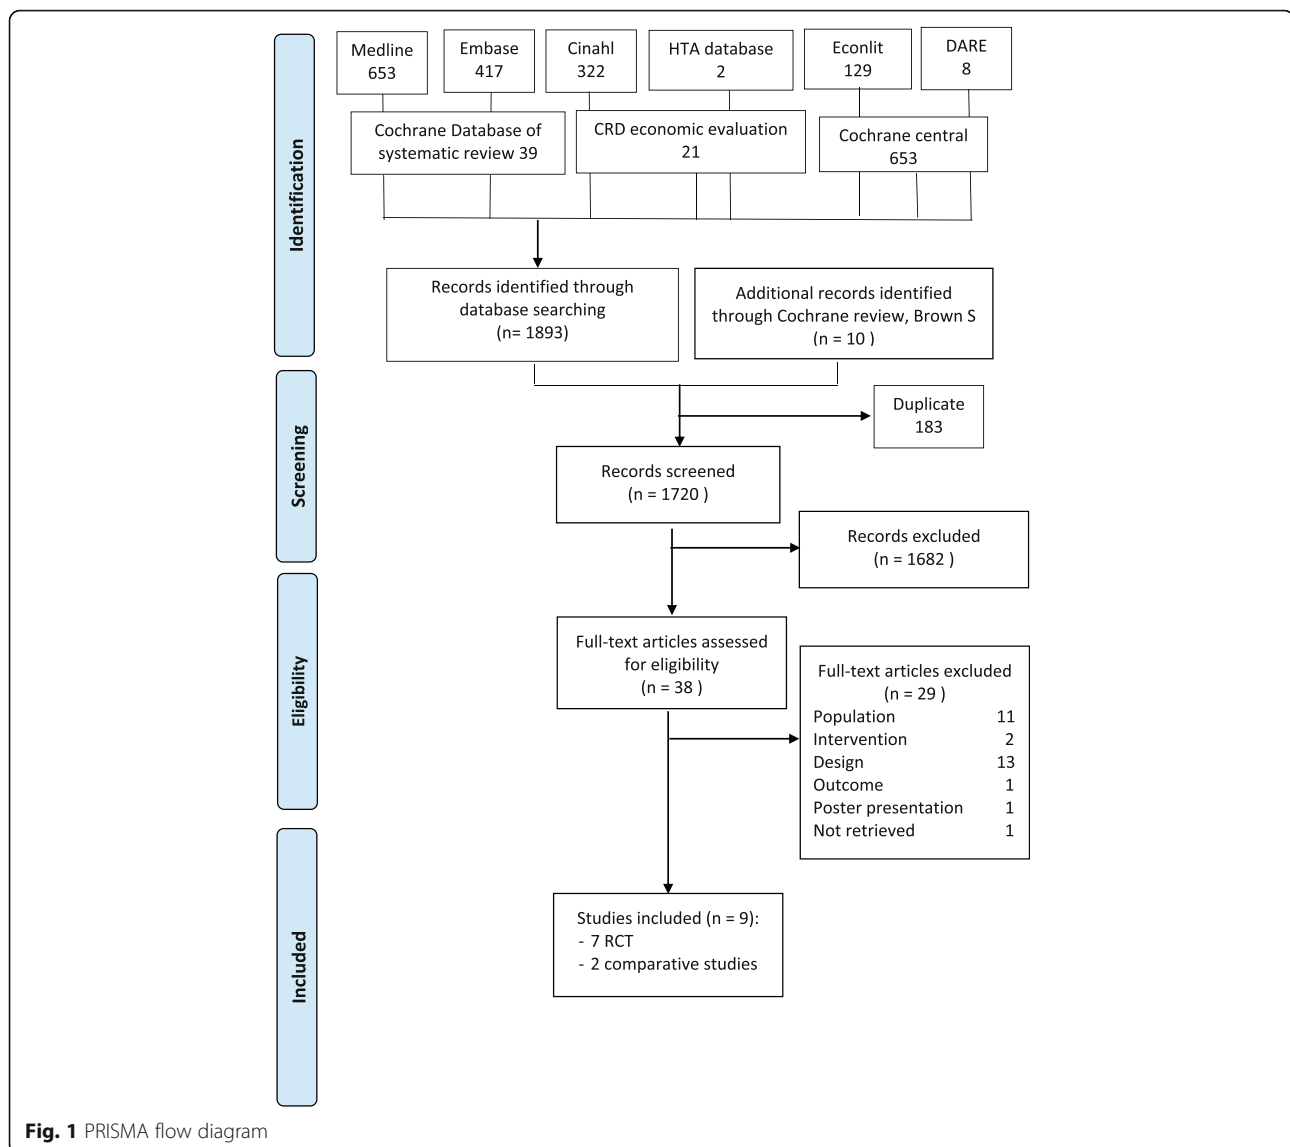 Identification
Medline
653
Embase
417
Cinahl
322
HTA database
2
Econlit
129
DARE
8
Cochrane Database of
systematic review 39
CRD economic evaluation
21
Cochrane central
653
Records identified through
database searching
(n= 1893)
Additional records identified
through Cochrane review, Brown S
(n = 10 )
Screening
Duplicate
183
Records screened
(n = 1720 )
Records excluded
(n = 1682 )
Eligibility
Full-text articles assessed
for eligibility
(n = 38 )
Full-text articles excluded
(n = 29 )
Population 11
Intervention 2
Design 13
Outcome 1
Poster presentation 1
Not retrieved 1
Included
Studies included (n = 9):
- 7 RCT
- 2 comparative studies
Fig. 1 PRISMA flow diagram